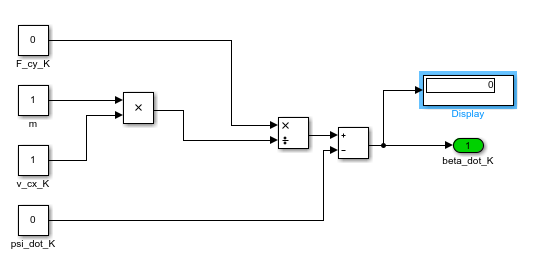 0
F_cy_K
1
m
×
1
v_cx_K
0
psi_dot_K
×
÷
+
−
0
Display
1
beta_dot_K